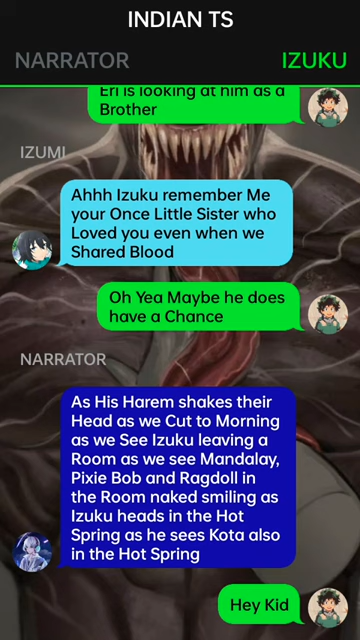 INDIAN TS
NARRATOR
IZUKU
Eri is looking at him as a
Brother
IZUMI
Ahhh Izuku remember Me
your Once Little Sister who
Loved you even when we
Shared Blood
Oh Yea Maybe he does
have a Chance
NARRATOR
As His Harem shakes their
Head as we Cut to Morning
as we See Izuku leaving a
Room as we see Mandalay,
Pixie Bob and Ragdoll in
the Room naked smiling as
Izuku heads in the Hot
Spring as he sees Kota also
in the Hot Spring
Hey Kid